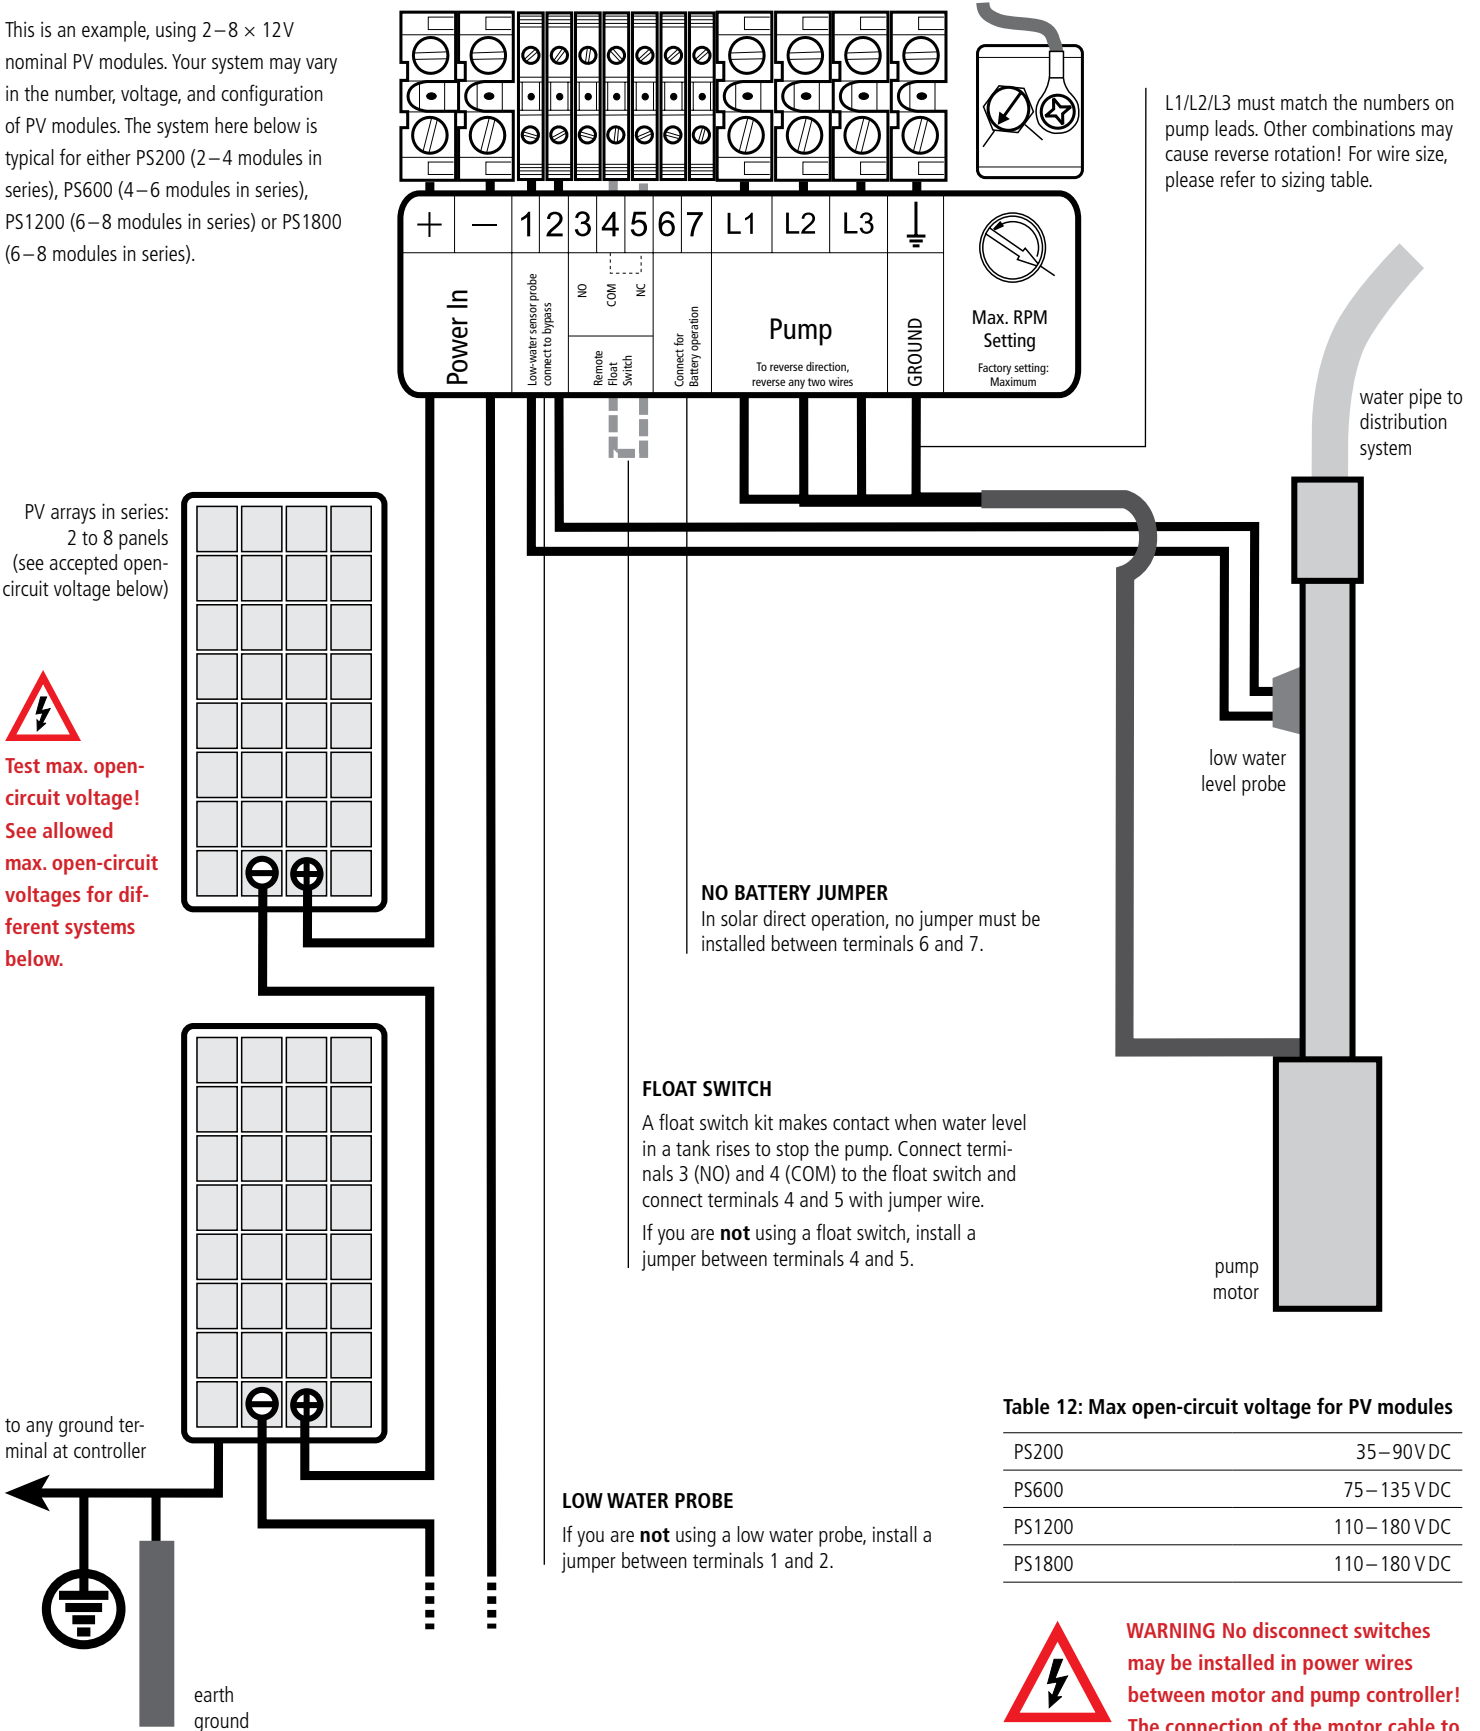 This is an example, using 2–8 × 12V
nominal PV modules. Your system may vary
in the number, voltage, and configuration
of PV modules. The system here below is
typical for either PS200 (2–4 modules in
series), PS600 (4–6 modules in series),
PS1200 (6–8 modules in series) or PS1800
(6–8 modules in series).
L1/L2/L3 must match the numbers on
pump leads. Other combinations may
cause reverse rotation! For wire size,
please refer to sizing table.
+ — 1 2 3 4 5 6 7 L1 L2 L3
Power In
Low-water sensor probe
connect to bypass
NO
COM
NC
Remote
Float
Switch
Connect for
Battery operation
Pump
To reverse direction,
reverse any two wires
GROUND
Max. RPM
Setting
Factory setting:
Maximum
water pipe to
distribution
system
PV arrays in series:
2 to 8 panels
(see accepted open-
circuit voltage below)
Test max. open-
circuit voltage!
See allowed
max. open-circuit
voltages for dif-
ferent systems
below.
low water
level probe
NO BATTERY JUMPER
In solar direct operation, no jumper must be
installed between terminals 6 and 7.
FLOAT SWITCH
A float switch kit makes contact when water level
in a tank rises to stop the pump. Connect termi-
nals 3 (NO) and 4 (COM) to the float switch and
connect terminals 4 and 5 with jumper wire.
If you are not using a float switch, install a
jumper between terminals 4 and 5.
pump
motor
to any ground ter-
minal at controller
LOW WATER PROBE
If you are not using a low water probe, install a
jumper between terminals 1 and 2.
earth
ground
Table 12: Max open-circuit voltage for PV modules
PS200 35–90 V DC
PS600 75–135 V DC
PS1200 110–180 V DC
PS1800 110–180 V DC
WARNING No disconnect switches
may be installed in power wires
between motor and pump controller!
The connection of the motor cable to